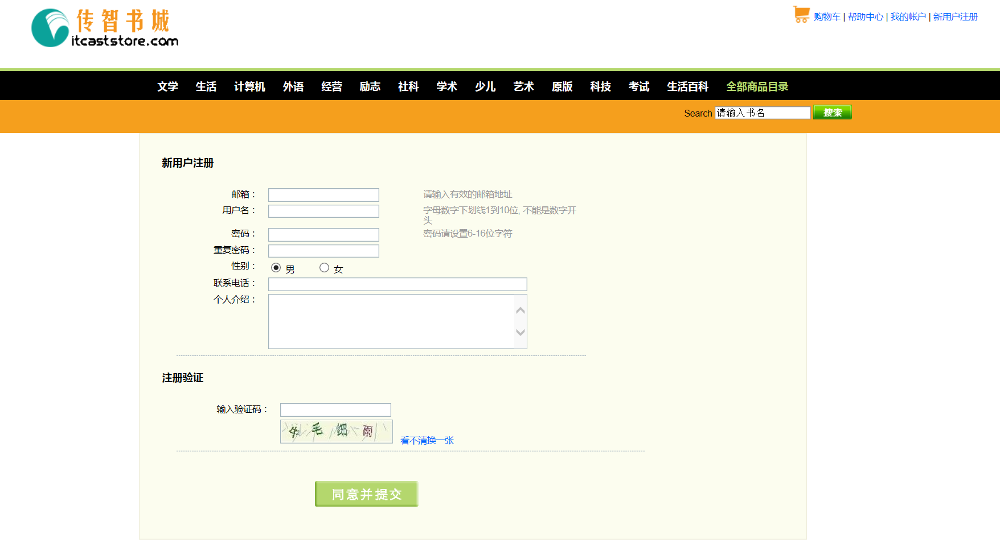 传智书城
itcaststore.com
购物车 | 帮助中心 | 我的帐户 | 新用户注册
文学 生活 计算机 外语 经营 励志 社科 学术 少儿 艺术 原版 科技 考试 生活百科 全部商品目录
Search 请输入书名 搜索
新用户注册
邮箱： 请输入有效的邮箱地址
用户名： 字母数字下划线1到10位, 不能是数字开
头
密码： 密码请设置6-16位字符
重复密码：
性别： 男 女
联系电话：
个人介绍：
注册验证
输入验证码：
牛毛细雨 看不清换一张
同意并提交